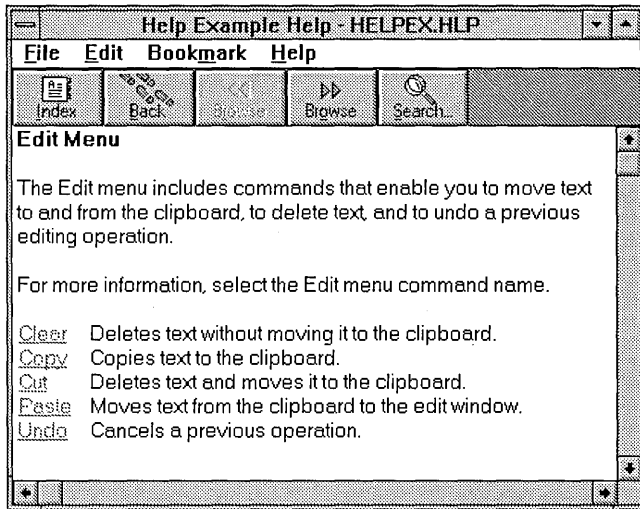 Help Example Help - HELPEX.HLP
File Edit Bookmark Help
Index Back Browse Browse Search...
Edit Menu
The Edit menu includes commands that enable you to move text
to and from the clipboard, to delete text, and to undo a previous
editing operation.
For more information, select the Edit menu command name.
Clear Deletes text without moving it to the clipboard.
Copy Copies text to the clipboard.
Cut Deletes text and moves it to the clipboard.
Paste Moves text from the clipboard to the edit window.
Undo Cancels a previous operation.